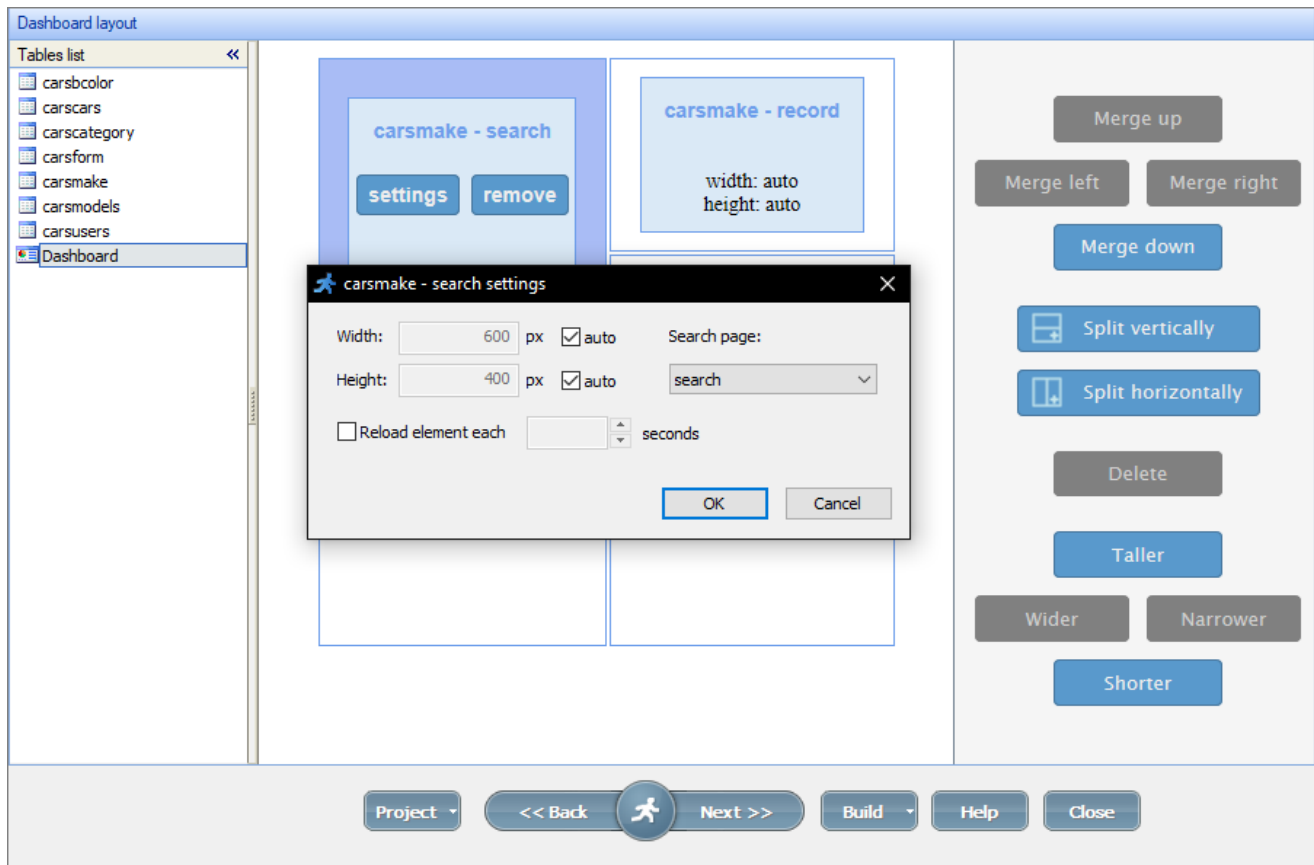 Dashboard layout
Tables list
carsbcolor
carscars
carscategory
carsform
carsmake
carsmodels
carsusers
Dashboard
carsmake - search
settings remove
carsmake - record
width: auto
height: auto
carsmake - search settings
Width: 600 px auto
Search page:
Height: 400 px auto
search
Reload element each seconds
OK Cancel
Merge up
Merge left Merge right
Merge down
Split vertically
Split horizontally
Delete
Taller
Wider Narrower
Shorter
Project << Back Next >> Build Help Close